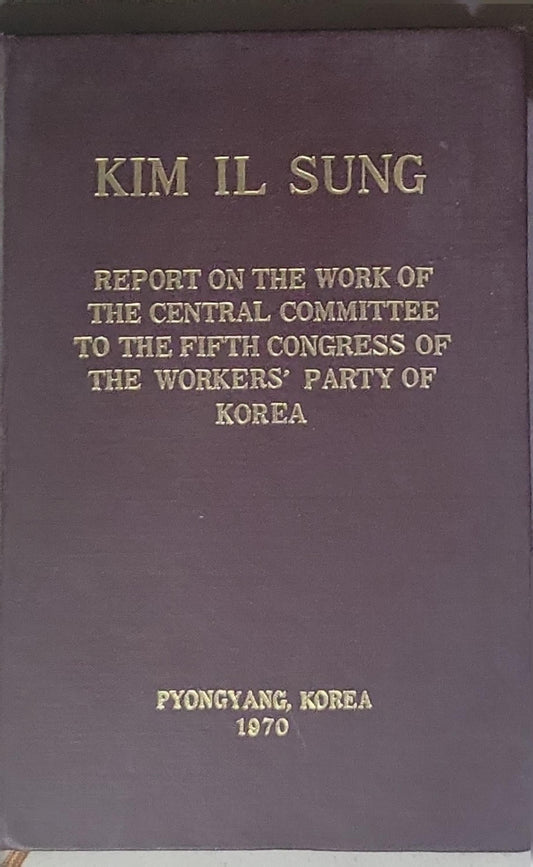 KIM IL SUNG
REPORT ON THE WORK OF
THE CENTRAL COMMITTEE
TO THE FIFTH CONGRESS OF
THE WORKERS' PARTY OF
KOREA
PYONGYANG, KOREA
1970